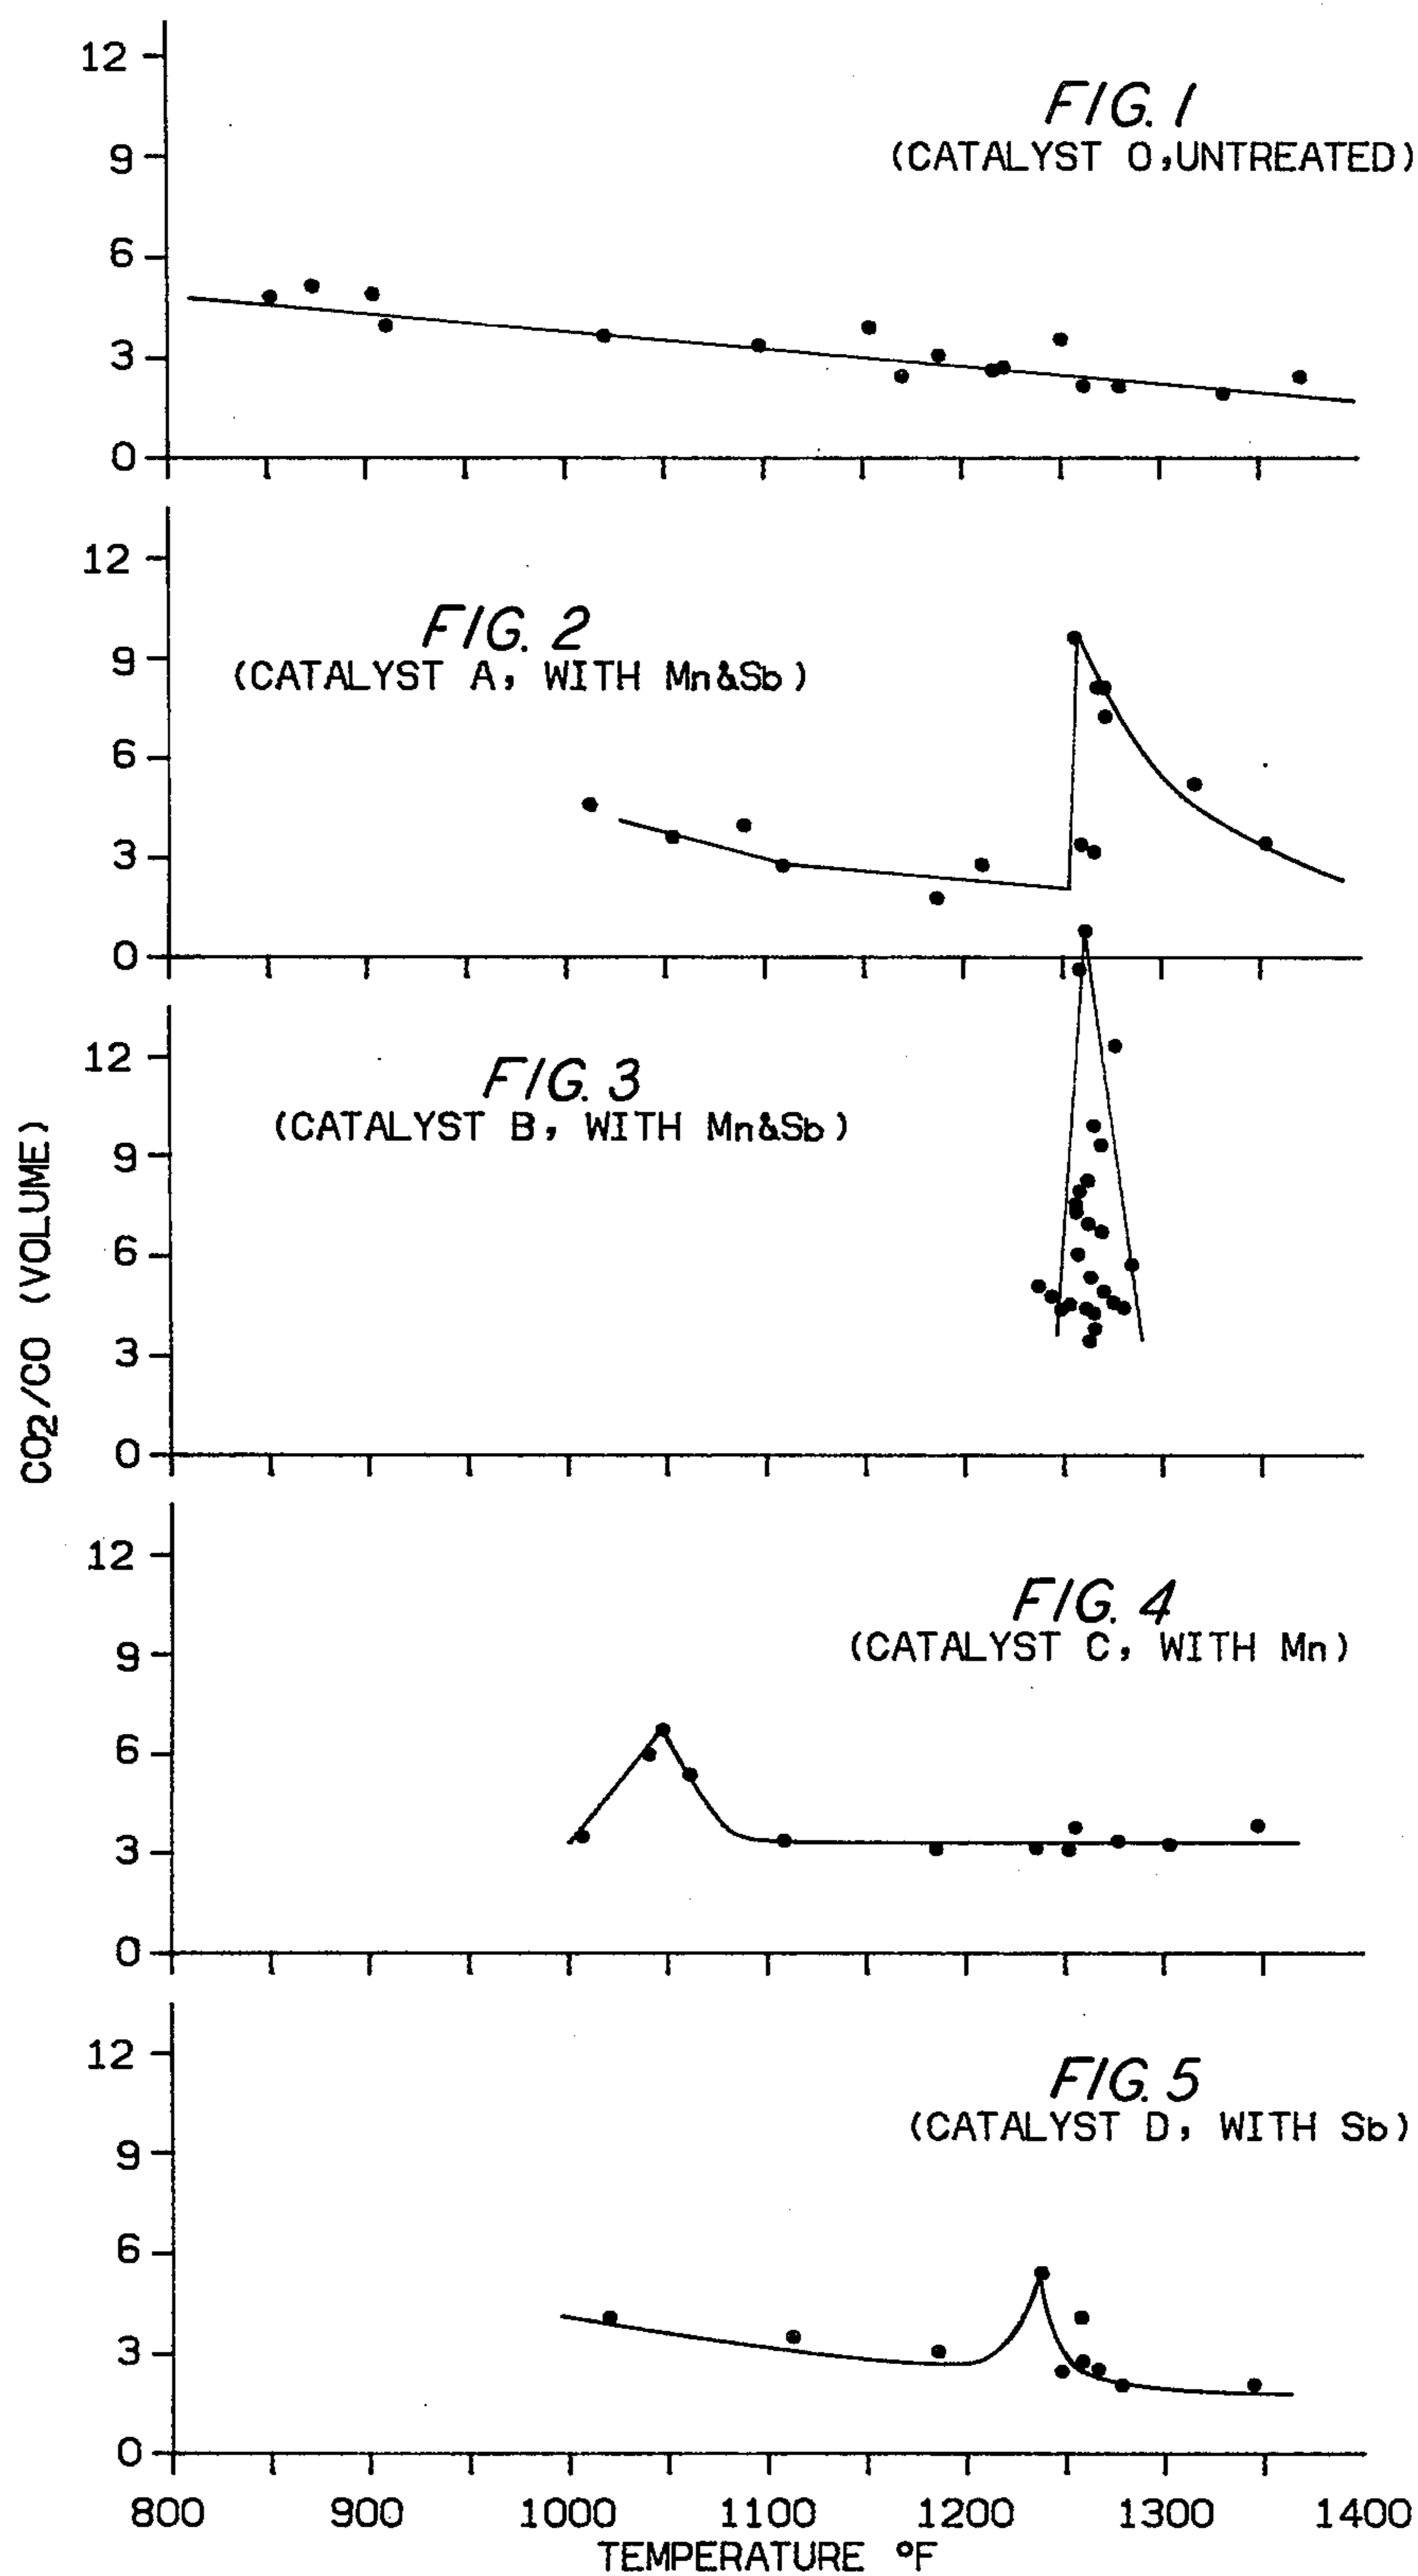 12
FIG. 1
(CATALYST O,UNTREATED)
9
6
3
0
12
FIG. 2
(CATALYST A, WITH Mn&Sb)
9
6
3
0
12
FIG. 3
(CATALYST B, WITH Mn&Sb)
9
6
3
0
CO2/CO (VOLUME)
12
FIG. 4
(CATALYST C, WITH Mn)
9
6
3
0
12
FIG. 5
(CATALYST D, WITH Sb)
9
6
3
0
800 900 1000 1100 1200 1300 1400
TEMPERATURE °F